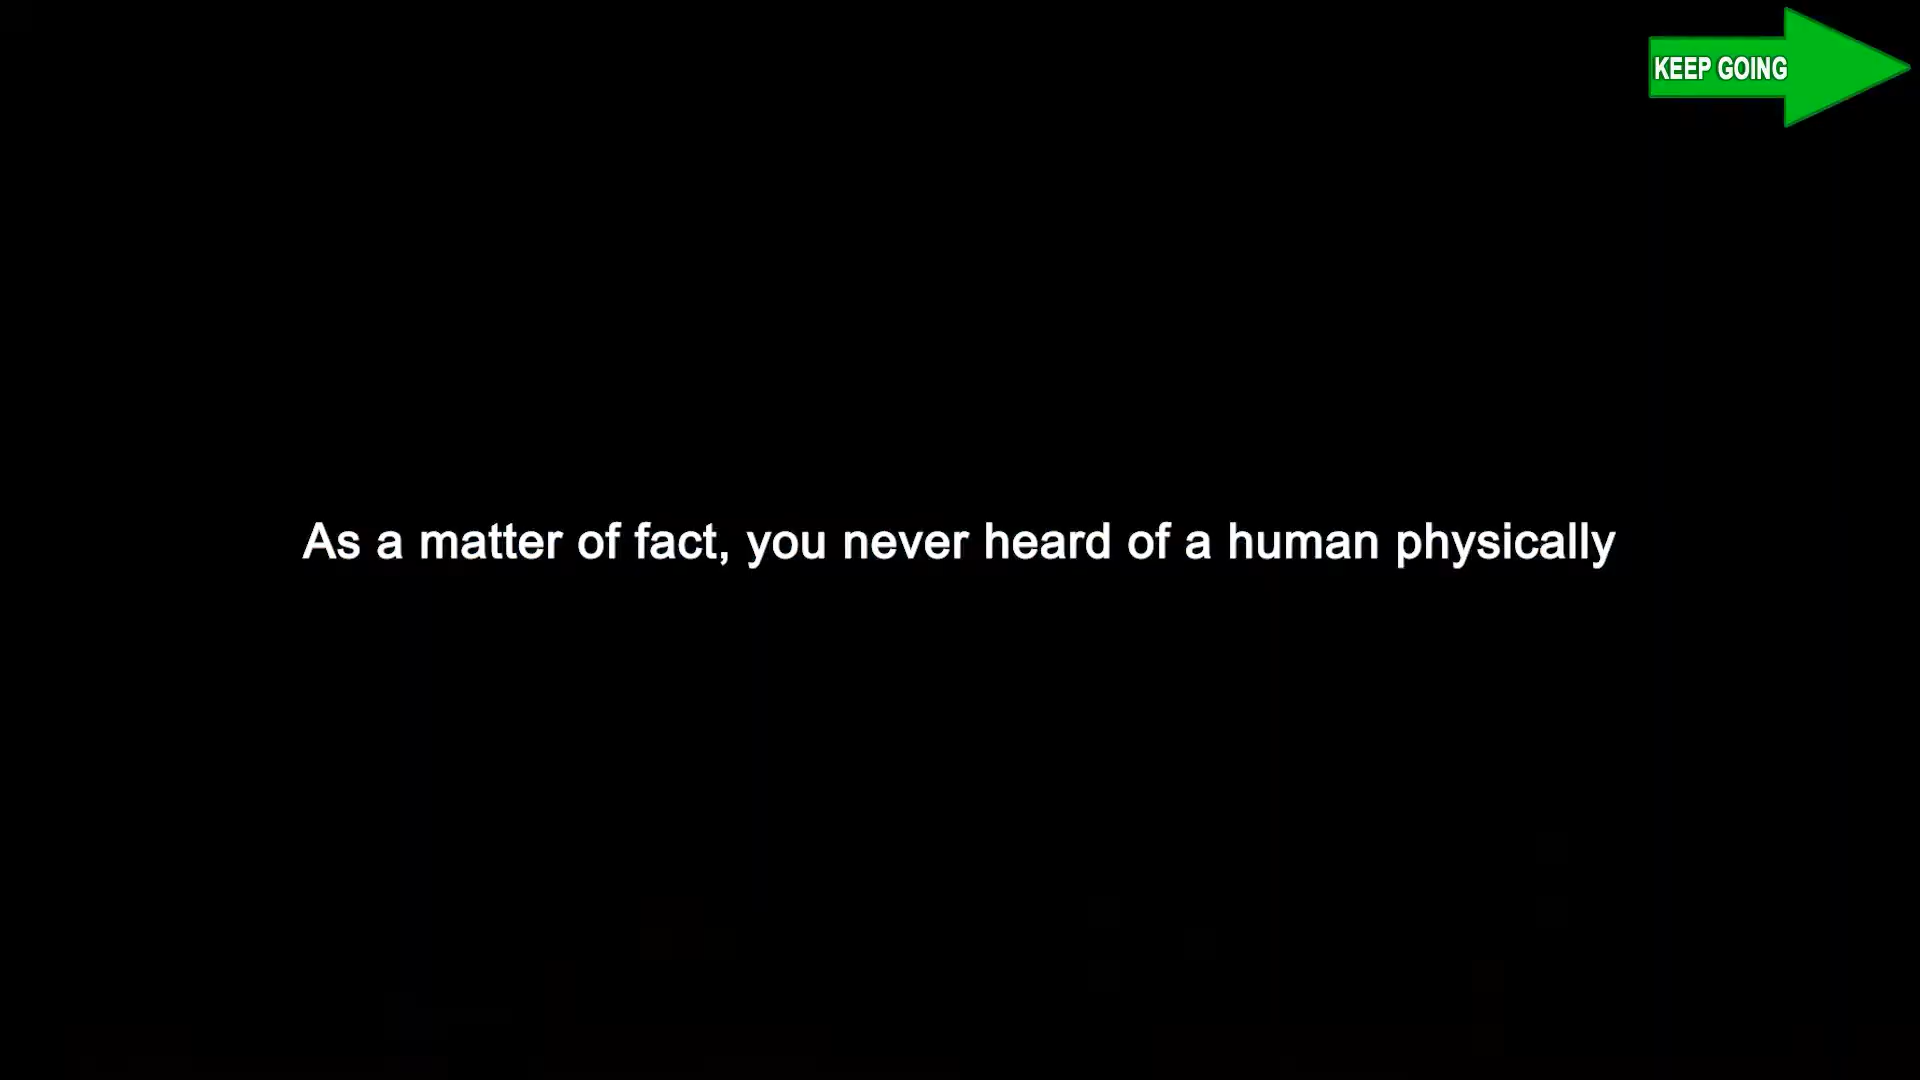 KEEP GOING
As a matter of fact, you never heard of a human physically